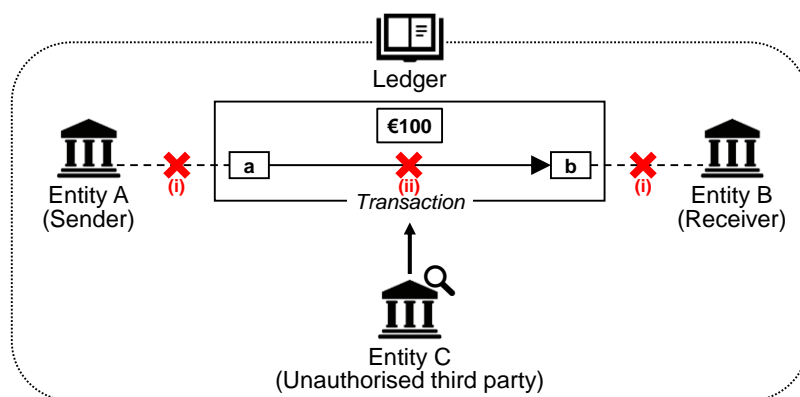 Ledger
€100
a
b
(i)
(ii)
(i)
Entity A
(Sender)
Transaction
Entity B
(Receiver)
Entity C
(Unauthorised third party)